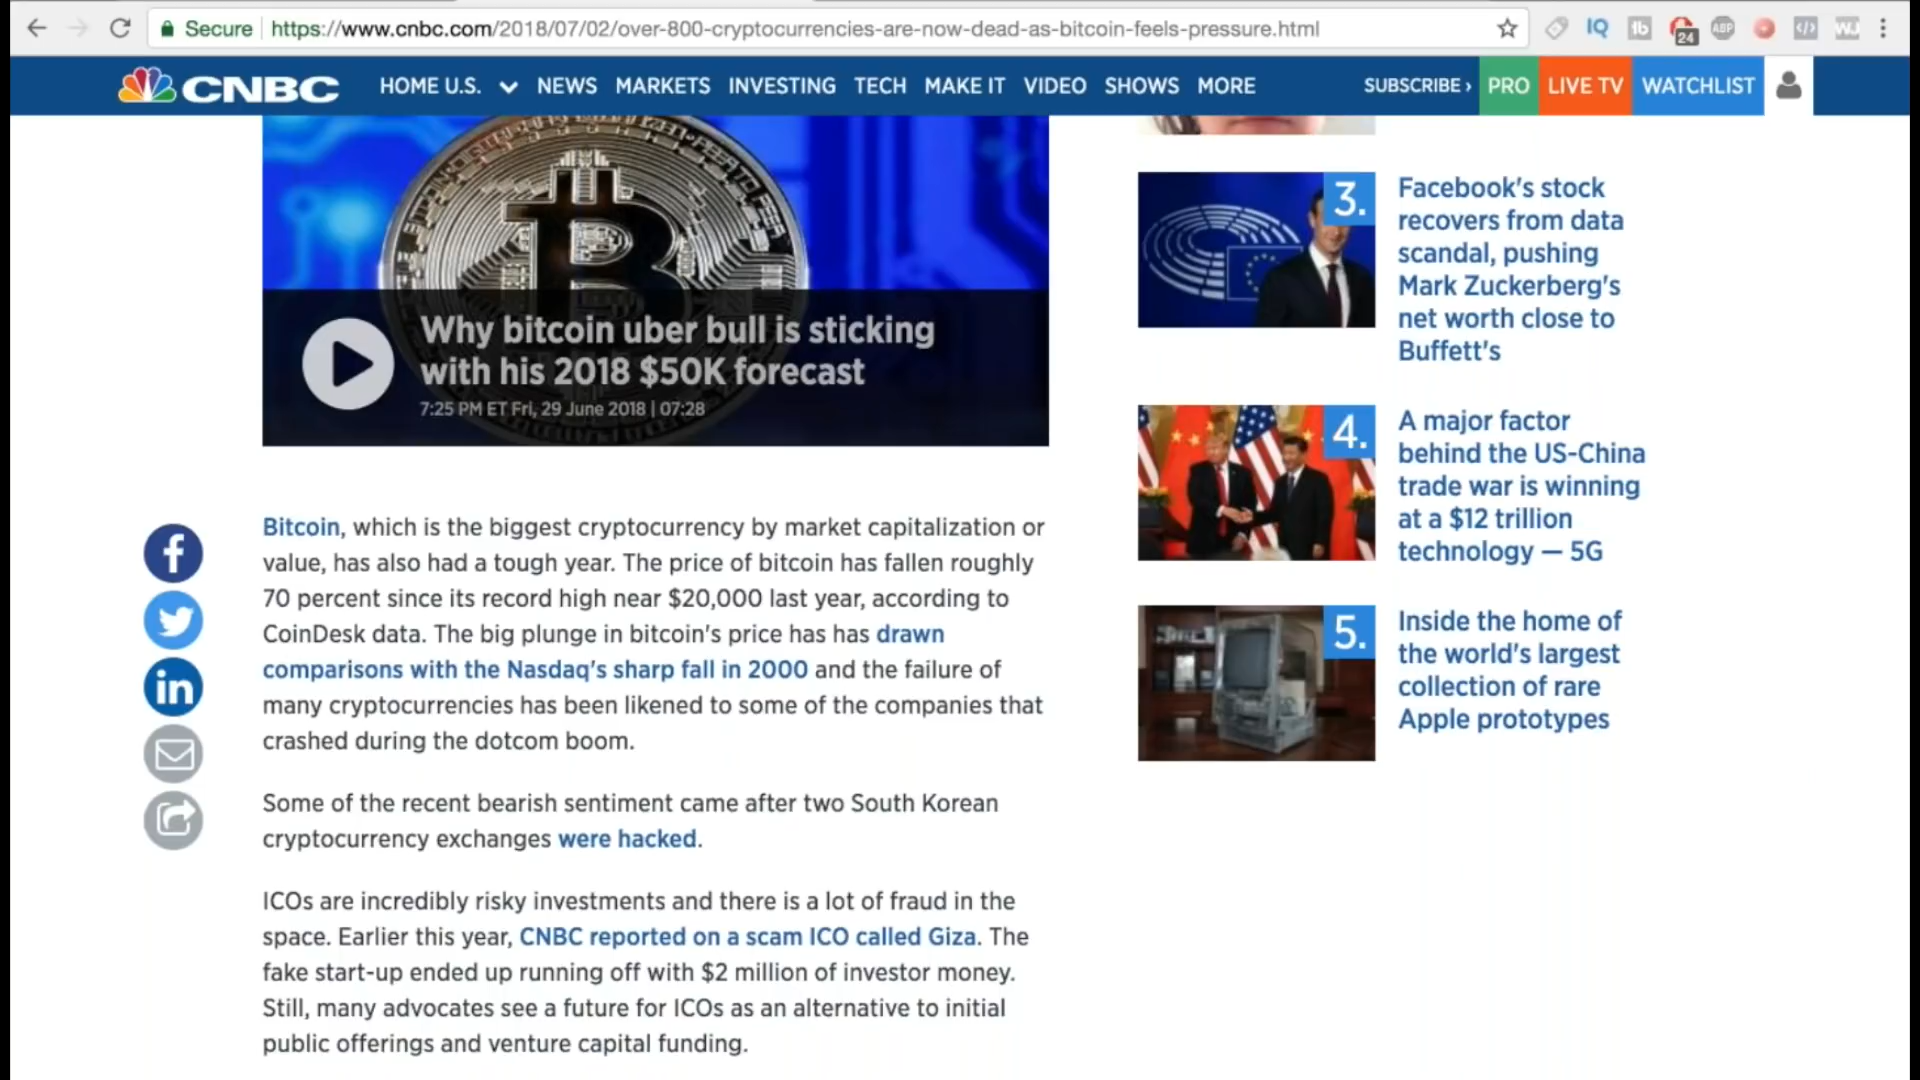 Secure https://www.cnbc.com/2018/07/02/over-800-cryptocurrencies-are-now-dead-as-bitcoin-feels-pressure.html
IQ
24
ABP
</>
CNBC HOME U.S. NEWS MARKETS INVESTING TECH MAKE IT VIDEO SHOWS MORE SUBSCRIBE › PRO LIVE TV WATCHLIST
Why bitcoin uber bull is sticking
with his 2018 $50K forecast
7:25 PM ET Fri, 29 June 2018 | 07:28
Bitcoin, which is the biggest cryptocurrency by market capitalization or
value, has also had a tough year. The price of bitcoin has fallen roughly
70 percent since its record high near $20,000 last year, according to
CoinDesk data. The big plunge in bitcoin's price has has drawn
comparisons with the Nasdaq's sharp fall in 2000 and the failure of
many cryptocurrencies has been likened to some of the companies that
crashed during the dotcom boom.
Some of the recent bearish sentiment came after two South Korean
cryptocurrency exchanges were hacked.
ICOs are incredibly risky investments and there is a lot of fraud in the
space. Earlier this year, CNBC reported on a scam ICO called Giza. The
fake start-up ended up running off with $2 million of investor money.
Still, many advocates see a future for ICOs as an alternative to initial
public offerings and venture capital funding.
f
in
3.
Facebook's stock
recovers from data
scandal, pushing
Mark Zuckerberg's
net worth close to
Buffett's
4.
A major factor
behind the US-China
trade war is winning
at a $12 trillion
technology — 5G
5.
Inside the home of
the world's largest
collection of rare
Apple prototypes